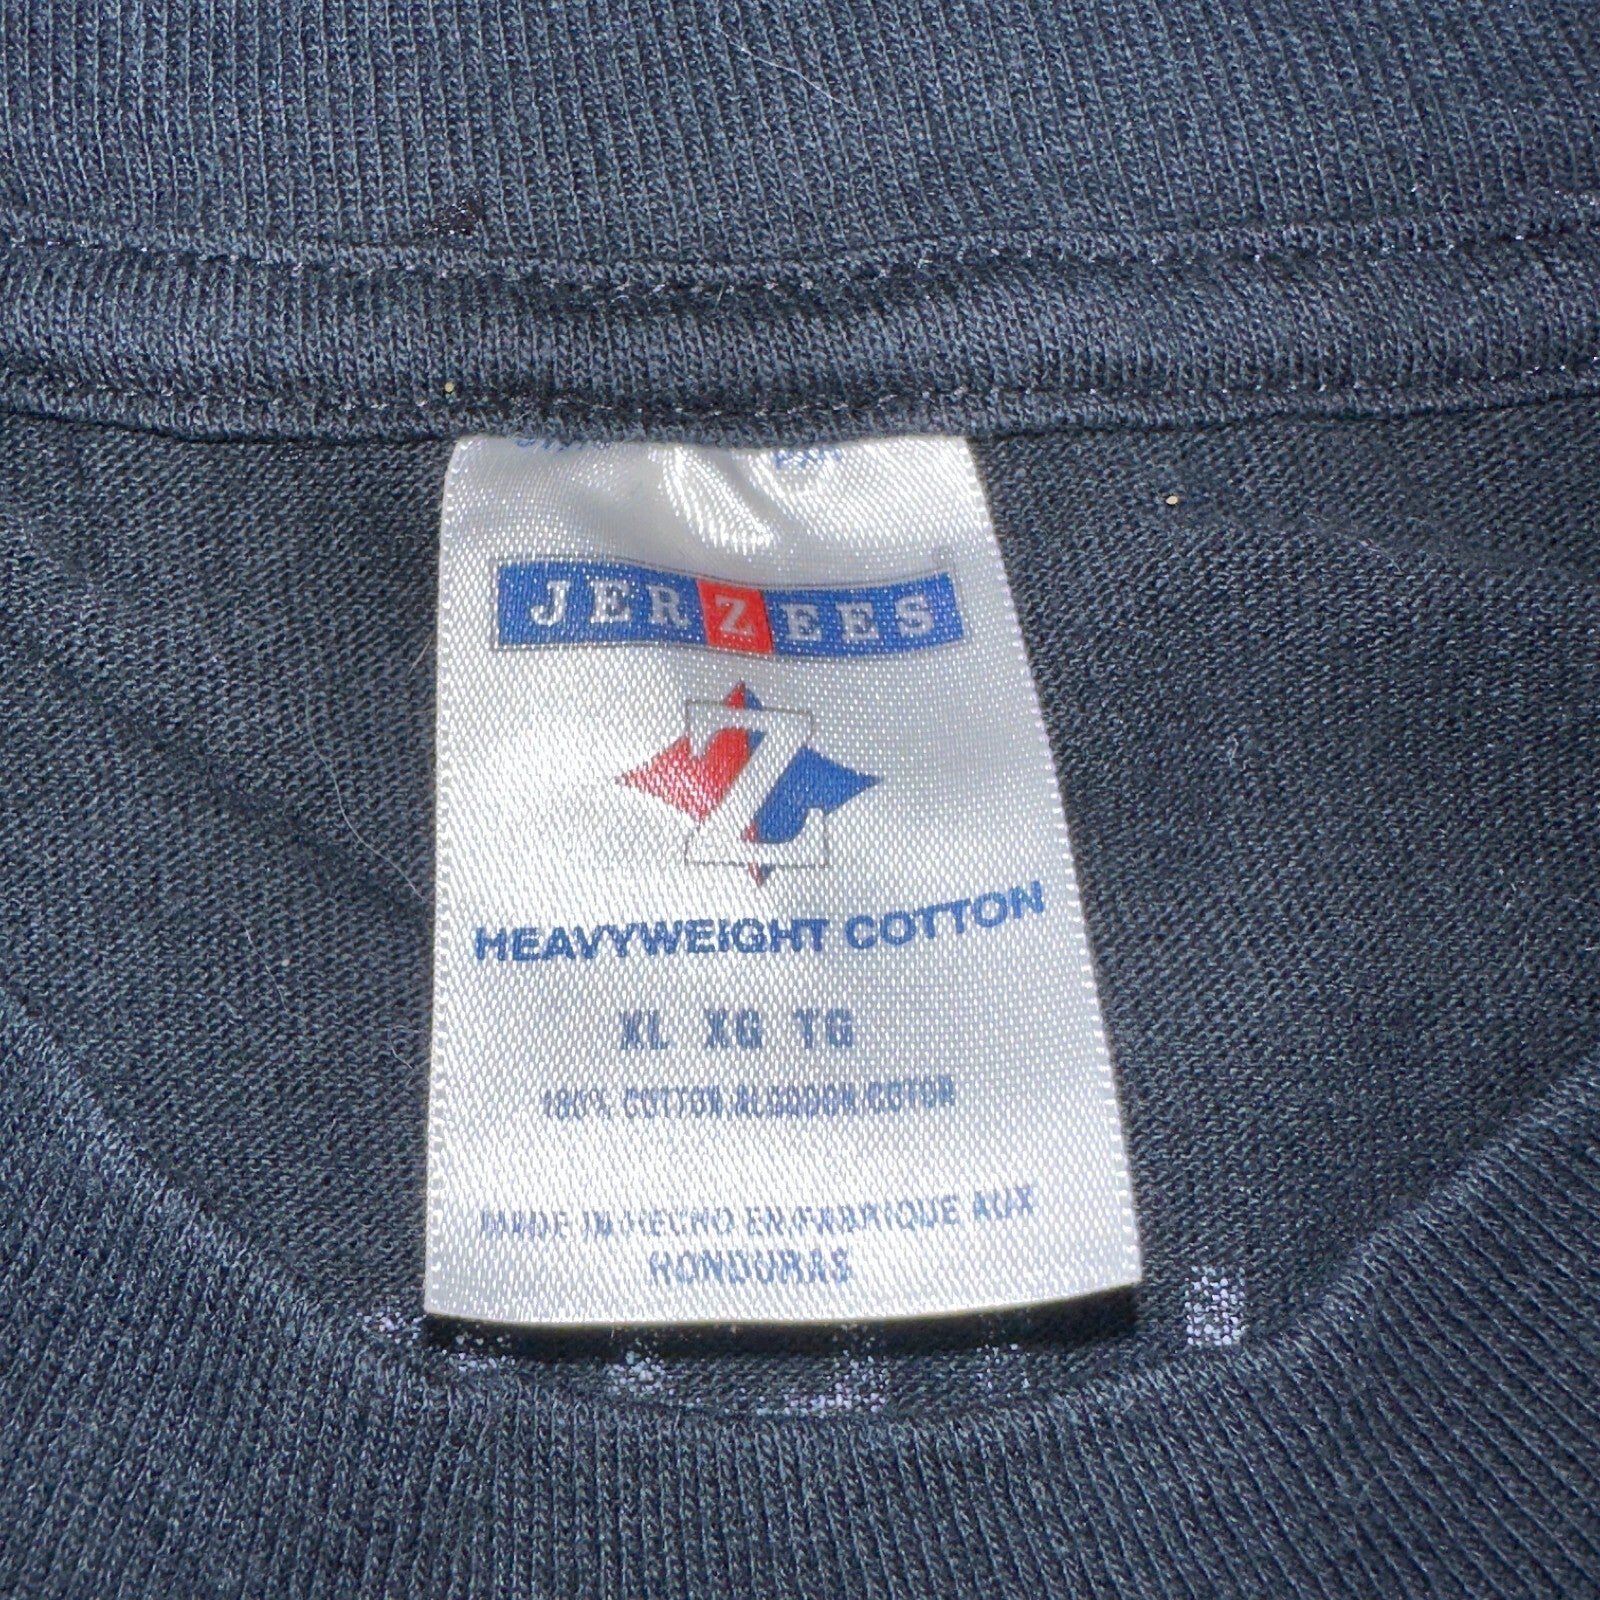 JERZEES
HEAVYWEIGHT COTTON
XL XG TG
100% COTTON/ALGODON/COTON
MADE IN/HECHO EN/FABRIQUE AUX
HONDURAS